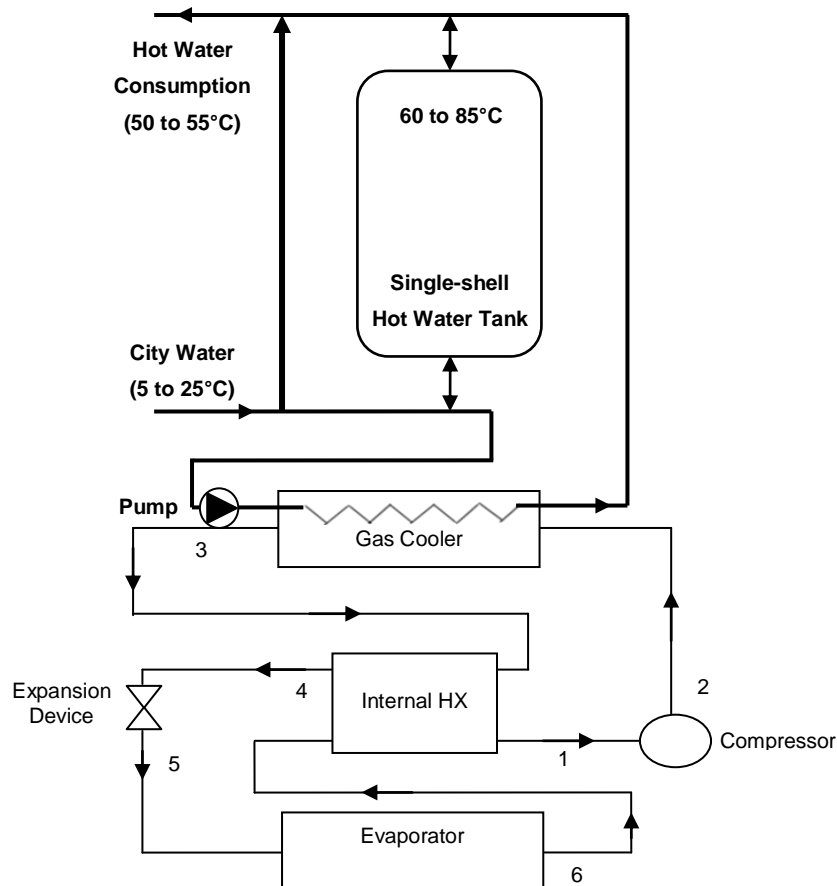 Hot Water
Consumption
(50 to 55°C)
60 to 85°C
Single-shell
Hot Water Tank
City Water
(5 to 25°C)
Pump
3
Gas Cooler
4
Internal HX
2
Expansion
Device
Compressor
1
5
Evaporator
6